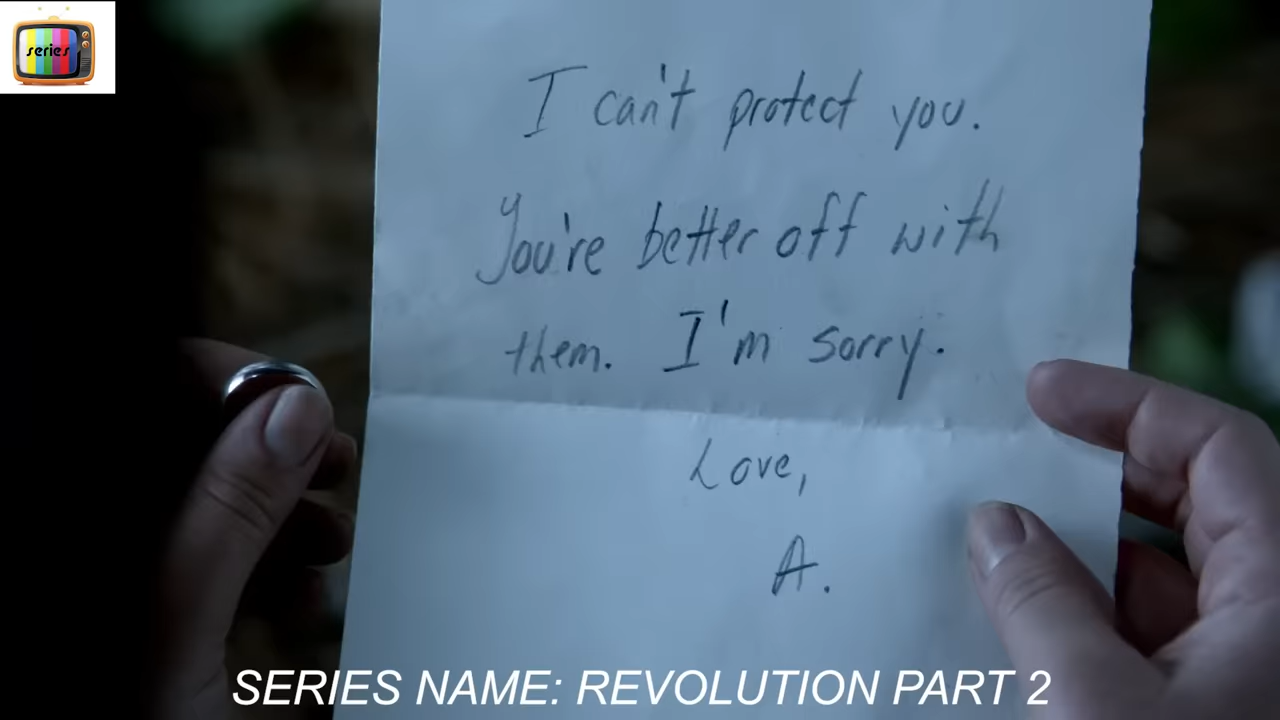 series
I can't protect you.
You're better off with
them. I'm sorry.
Love,
A.
SERIES NAME: REVOLUTION PART 2